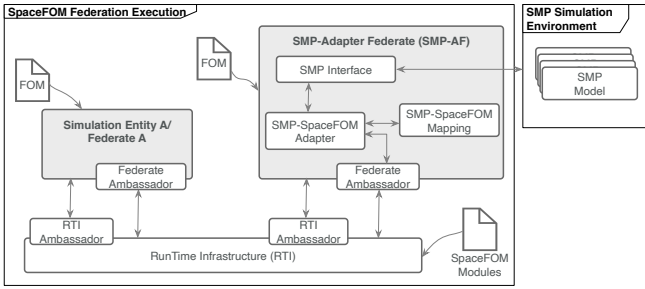 SpaceFOM Federation Execution
SMP Simulation
Environment
FOM
FOM
SMP-Adapter Federate (SMP-AF)
SMP Interface
SMP
Model
Simulation Entity A/
Federate A
SMP-SpaceFOM
Adapter
SMP-SpaceFOM
Mapping
Federate
Ambassador
Federate
Ambassador
RTI
Ambassador
RTI
Ambassador
RunTime Infrastructure (RTI)
SpaceFOM
Modules